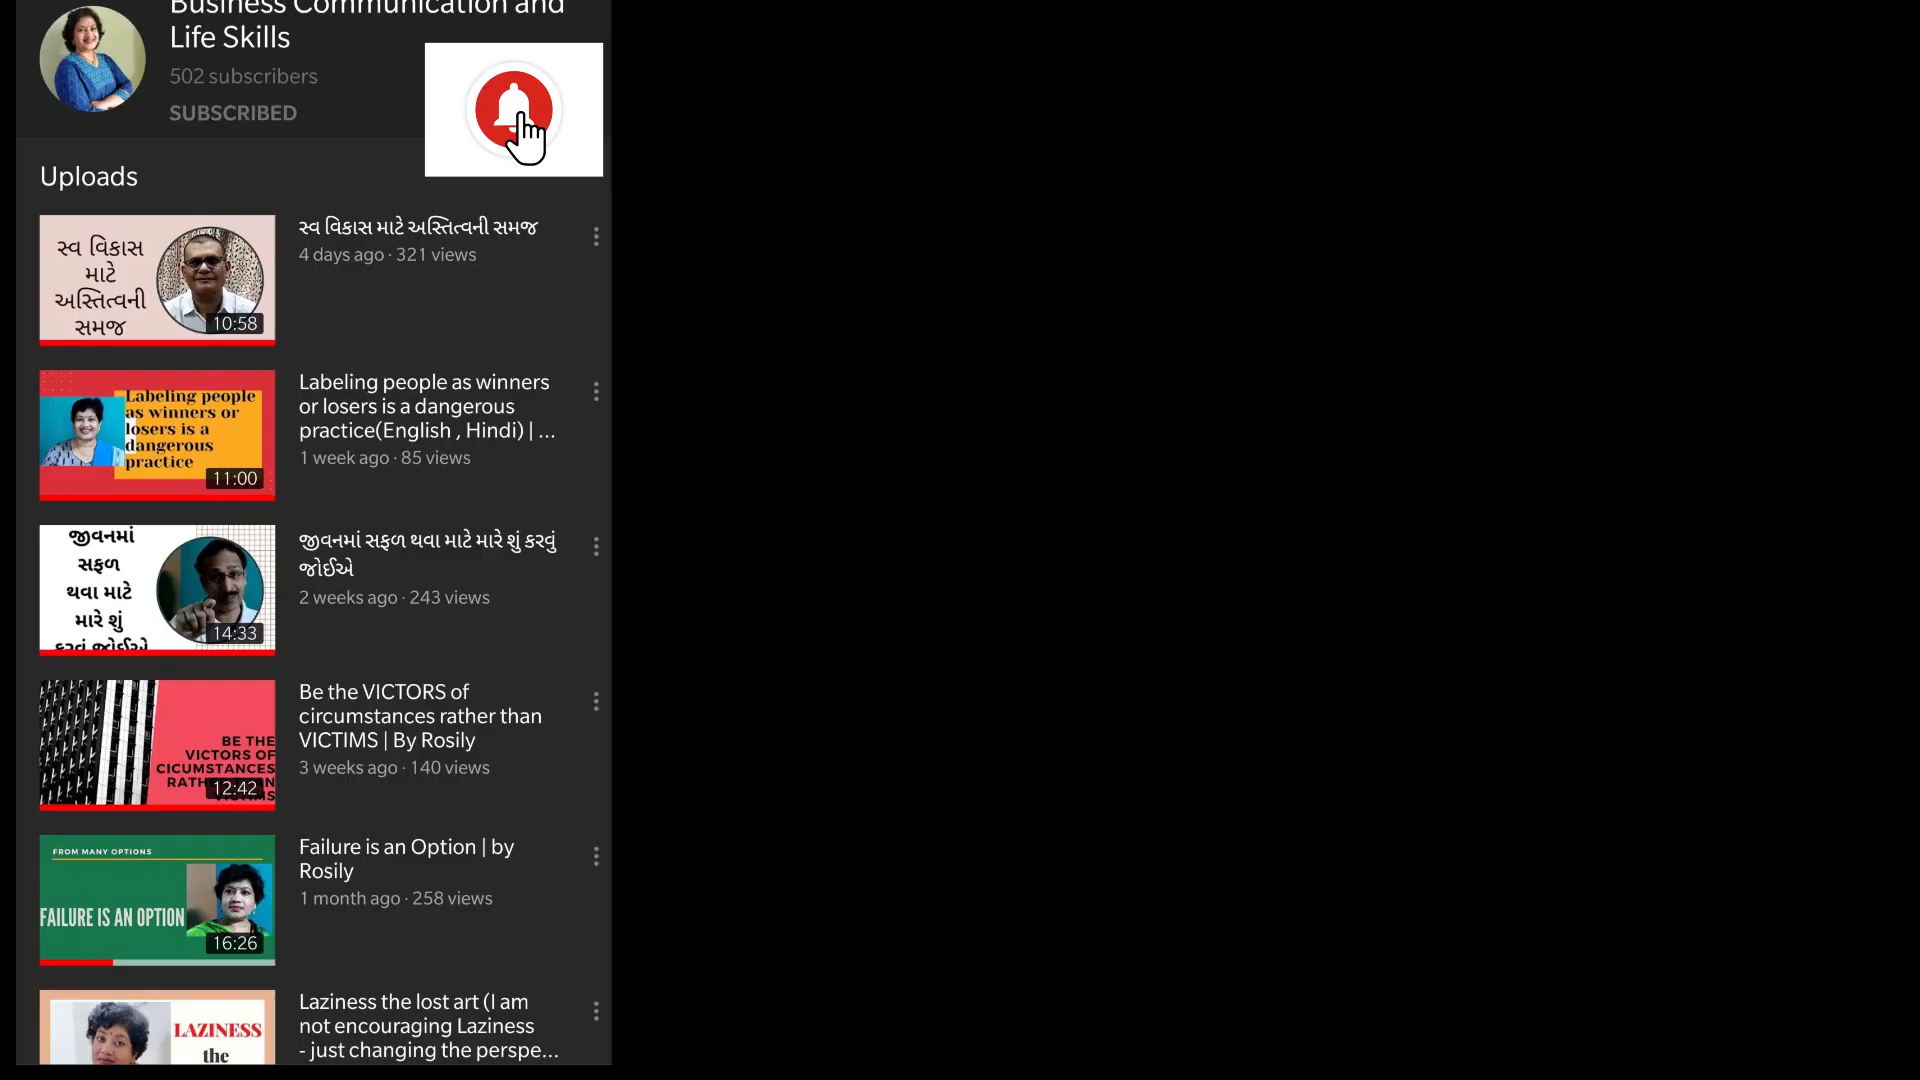 Business Communication and
Life Skills
502 subscribers
SUBSCRIBED
Uploads
સ્વ વિકાસ
માટે
અસ્તિત્વની
સમજ
10:58
સ્વ વિકાસ માટે અસ્તિત્વની સમજ
4 days ago · 321 views
Labeling people
as winners or
losers is a
dangerous
practice
11:00
Labeling people as winners
or losers is a dangerous
practice(English , Hindi) | ...
1 week ago · 85 views
જીવનમાં
સફળ
થવા માટે
મારે શું
કરવું જોઈએ
14:33
જીવનમાં સફળ થવા માટે મારે શું કરવું
જોઈએ
2 weeks ago · 243 views
BE THE
VICTORS OF
CICUMSTANCES
12:42
Be the VICTORS of
circumstances rather than
VICTIMS | By Rosily
3 weeks ago · 140 views
FROM MANY OPTIONS
FAILURE IS AN OPTION
16:26
Failure is an Option | by
Rosily
1 month ago · 258 views
LAZINESS
the
Laziness the lost art (I am
not encouraging Laziness
- just changing the perspe...